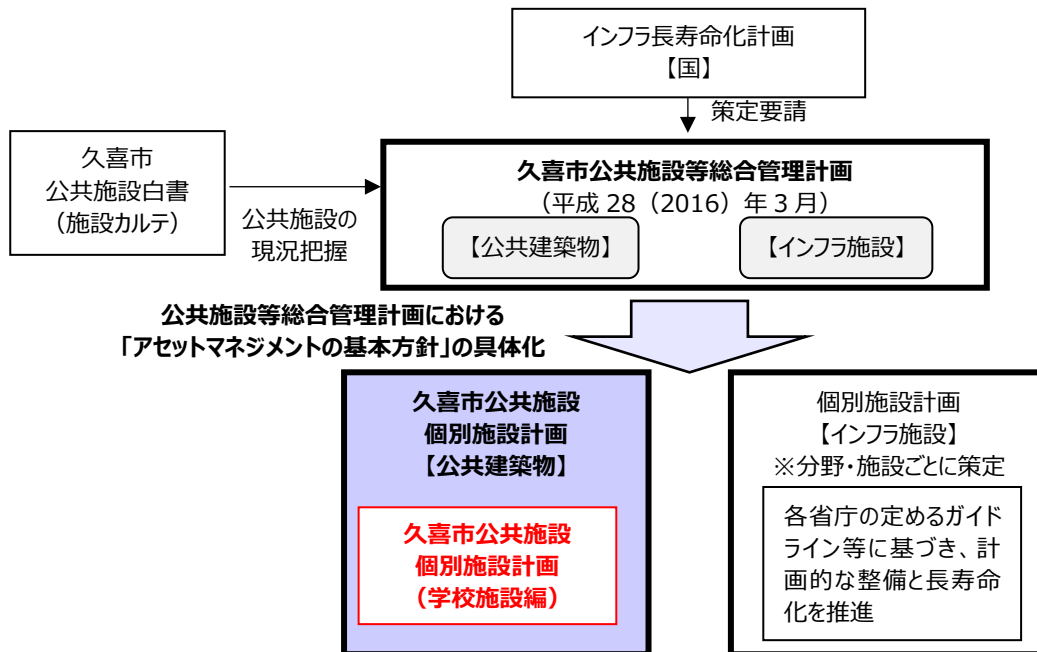 インフラ長寿命化計画
【国】
策定要請
久喜市
公共施設白書
（施設カルテ）
公共施設の
現況把握
久喜市公共施設等総合管理計画
（平成 28（2016）年 3 月）
【公共建築物】
【インフラ施設】
公共施設等総合管理計画における
「アセットマネジメントの基本方針」の具体化
久喜市公共施設
個別施設計画
【公共建築物】
久喜市公共施設
個別施設計画
（学校施設編）
個別施設計画
【インフラ施設】
※分野・施設ごとに策定
各省庁の定めるガイド
ライン等に基づき、計
画的な整備と長寿命
化を推進